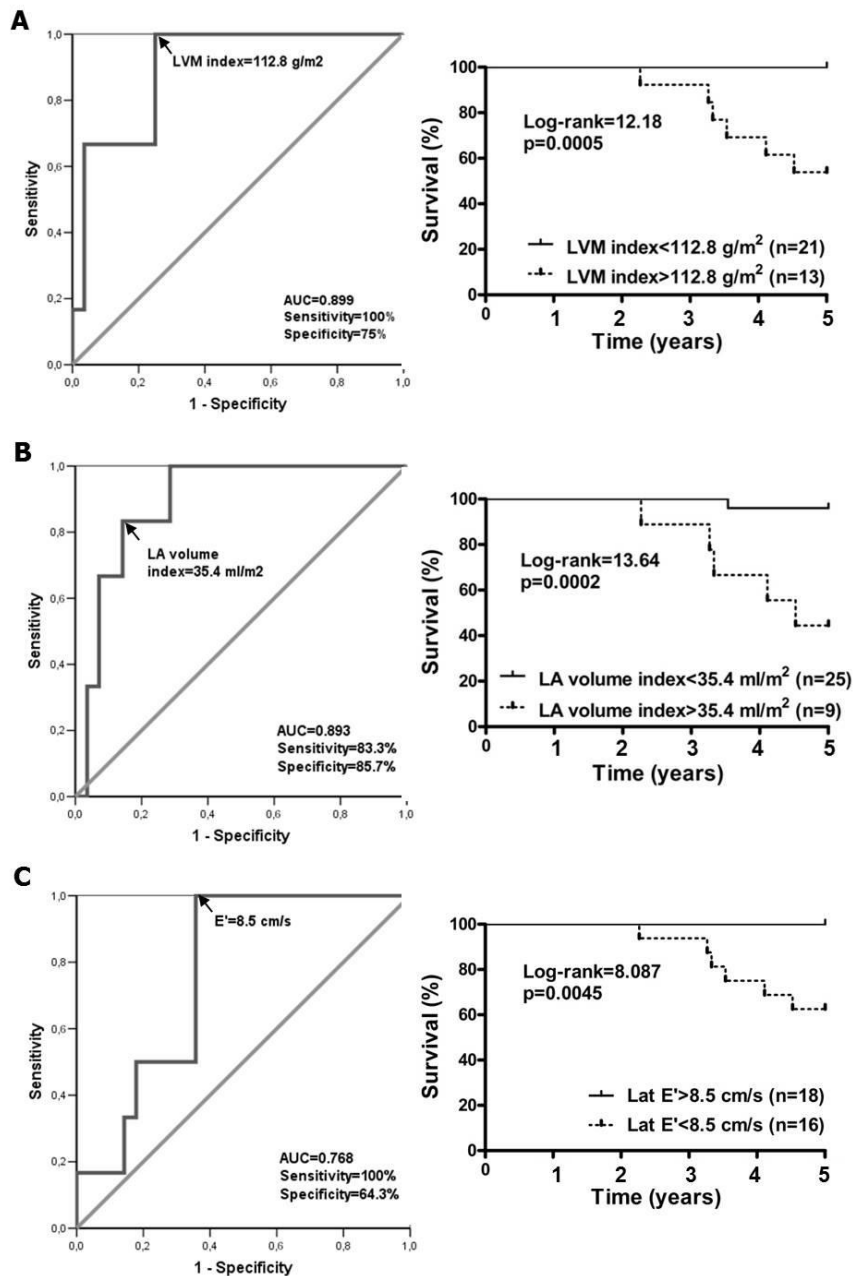 A
Sensitivity
1,0
0,8
0,6
0,4
0,2
0,0
LVM index=112.8 g/m2
AUC=0.899
Sensitivity=100%
Specificity=75%
0,0 0,2 0,4 0,6 0,8 1,0
1 - Specificity
Survival (%)
100
80
60
40
20
0
Log-rank=12.18
p=0.0005
LVM index<112.8 g/m² (n=21)
LVM index>112.8 g/m² (n=13)
0 1 2 3 4 5
Time (years)
B
Sensitivity
1,0
0,8
0,6
0,4
0,2
0,0
LA volume
index=35.4 ml/m2
AUC=0.893
Sensitivity=83.3%
Specificity=85.7%
0,0 0,2 0,4 0,6 0,8 1,0
1 - Specificity
Survival (%)
100
80
60
40
20
0
Log-rank=13.64
p=0.0002
LA volume index<35.4 ml/m² (n=25)
LA volume index>35.4 ml/m² (n=9)
0 1 2 3 4 5
Time (years)
C
Sensitivity
1,0
0,8
0,6
0,4
0,2
0,0
E'=8.5 cm/s
AUC=0.768
Sensitivity=100%
Specificity=64.3%
0,0 0,2 0,4 0,6 0,8 1,0
1 - Specificity
Survival (%)
100
80
60
40
20
0
Log-rank=8.087
p=0.0045
Lat E'>8.5 cm/s (n=18)
Lat E'<8.5 cm/s (n=16)
0 1 2 3 4 5
Time (years)